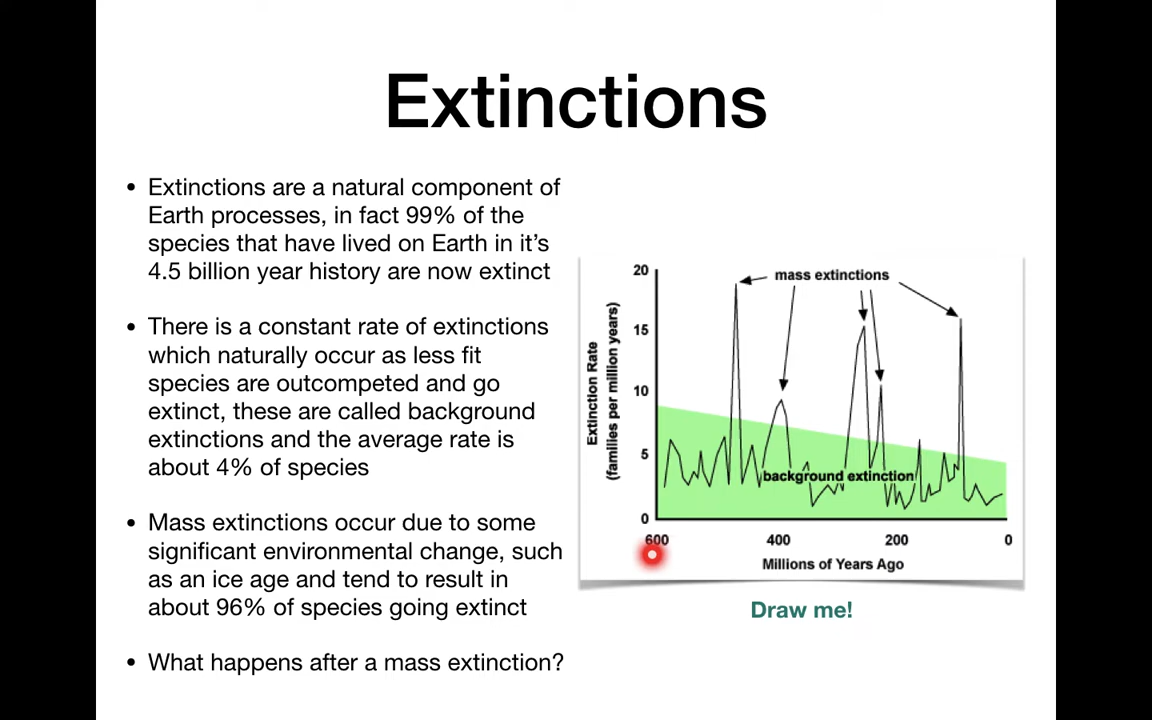 Extinctions
• Extinctions are a natural component of
Earth processes, in fact 99% of the
species that have lived on Earth in it's
4.5 billion year history are now extinct
• There is a constant rate of extinctions
which naturally occur as less fit
species are outcompeted and go
extinct, these are called background
extinctions and the average rate is
about 4% of species
• Mass extinctions occur due to some
significant environmental change, such
as an ice age and tend to result in
about 96% of species going extinct
• What happens after a mass extinction?
mass extinctions
Extinction Rate
(families per million years)
20
15
10
5
0
background extinction
600 400 200 0
Millions of Years Ago
Draw me!